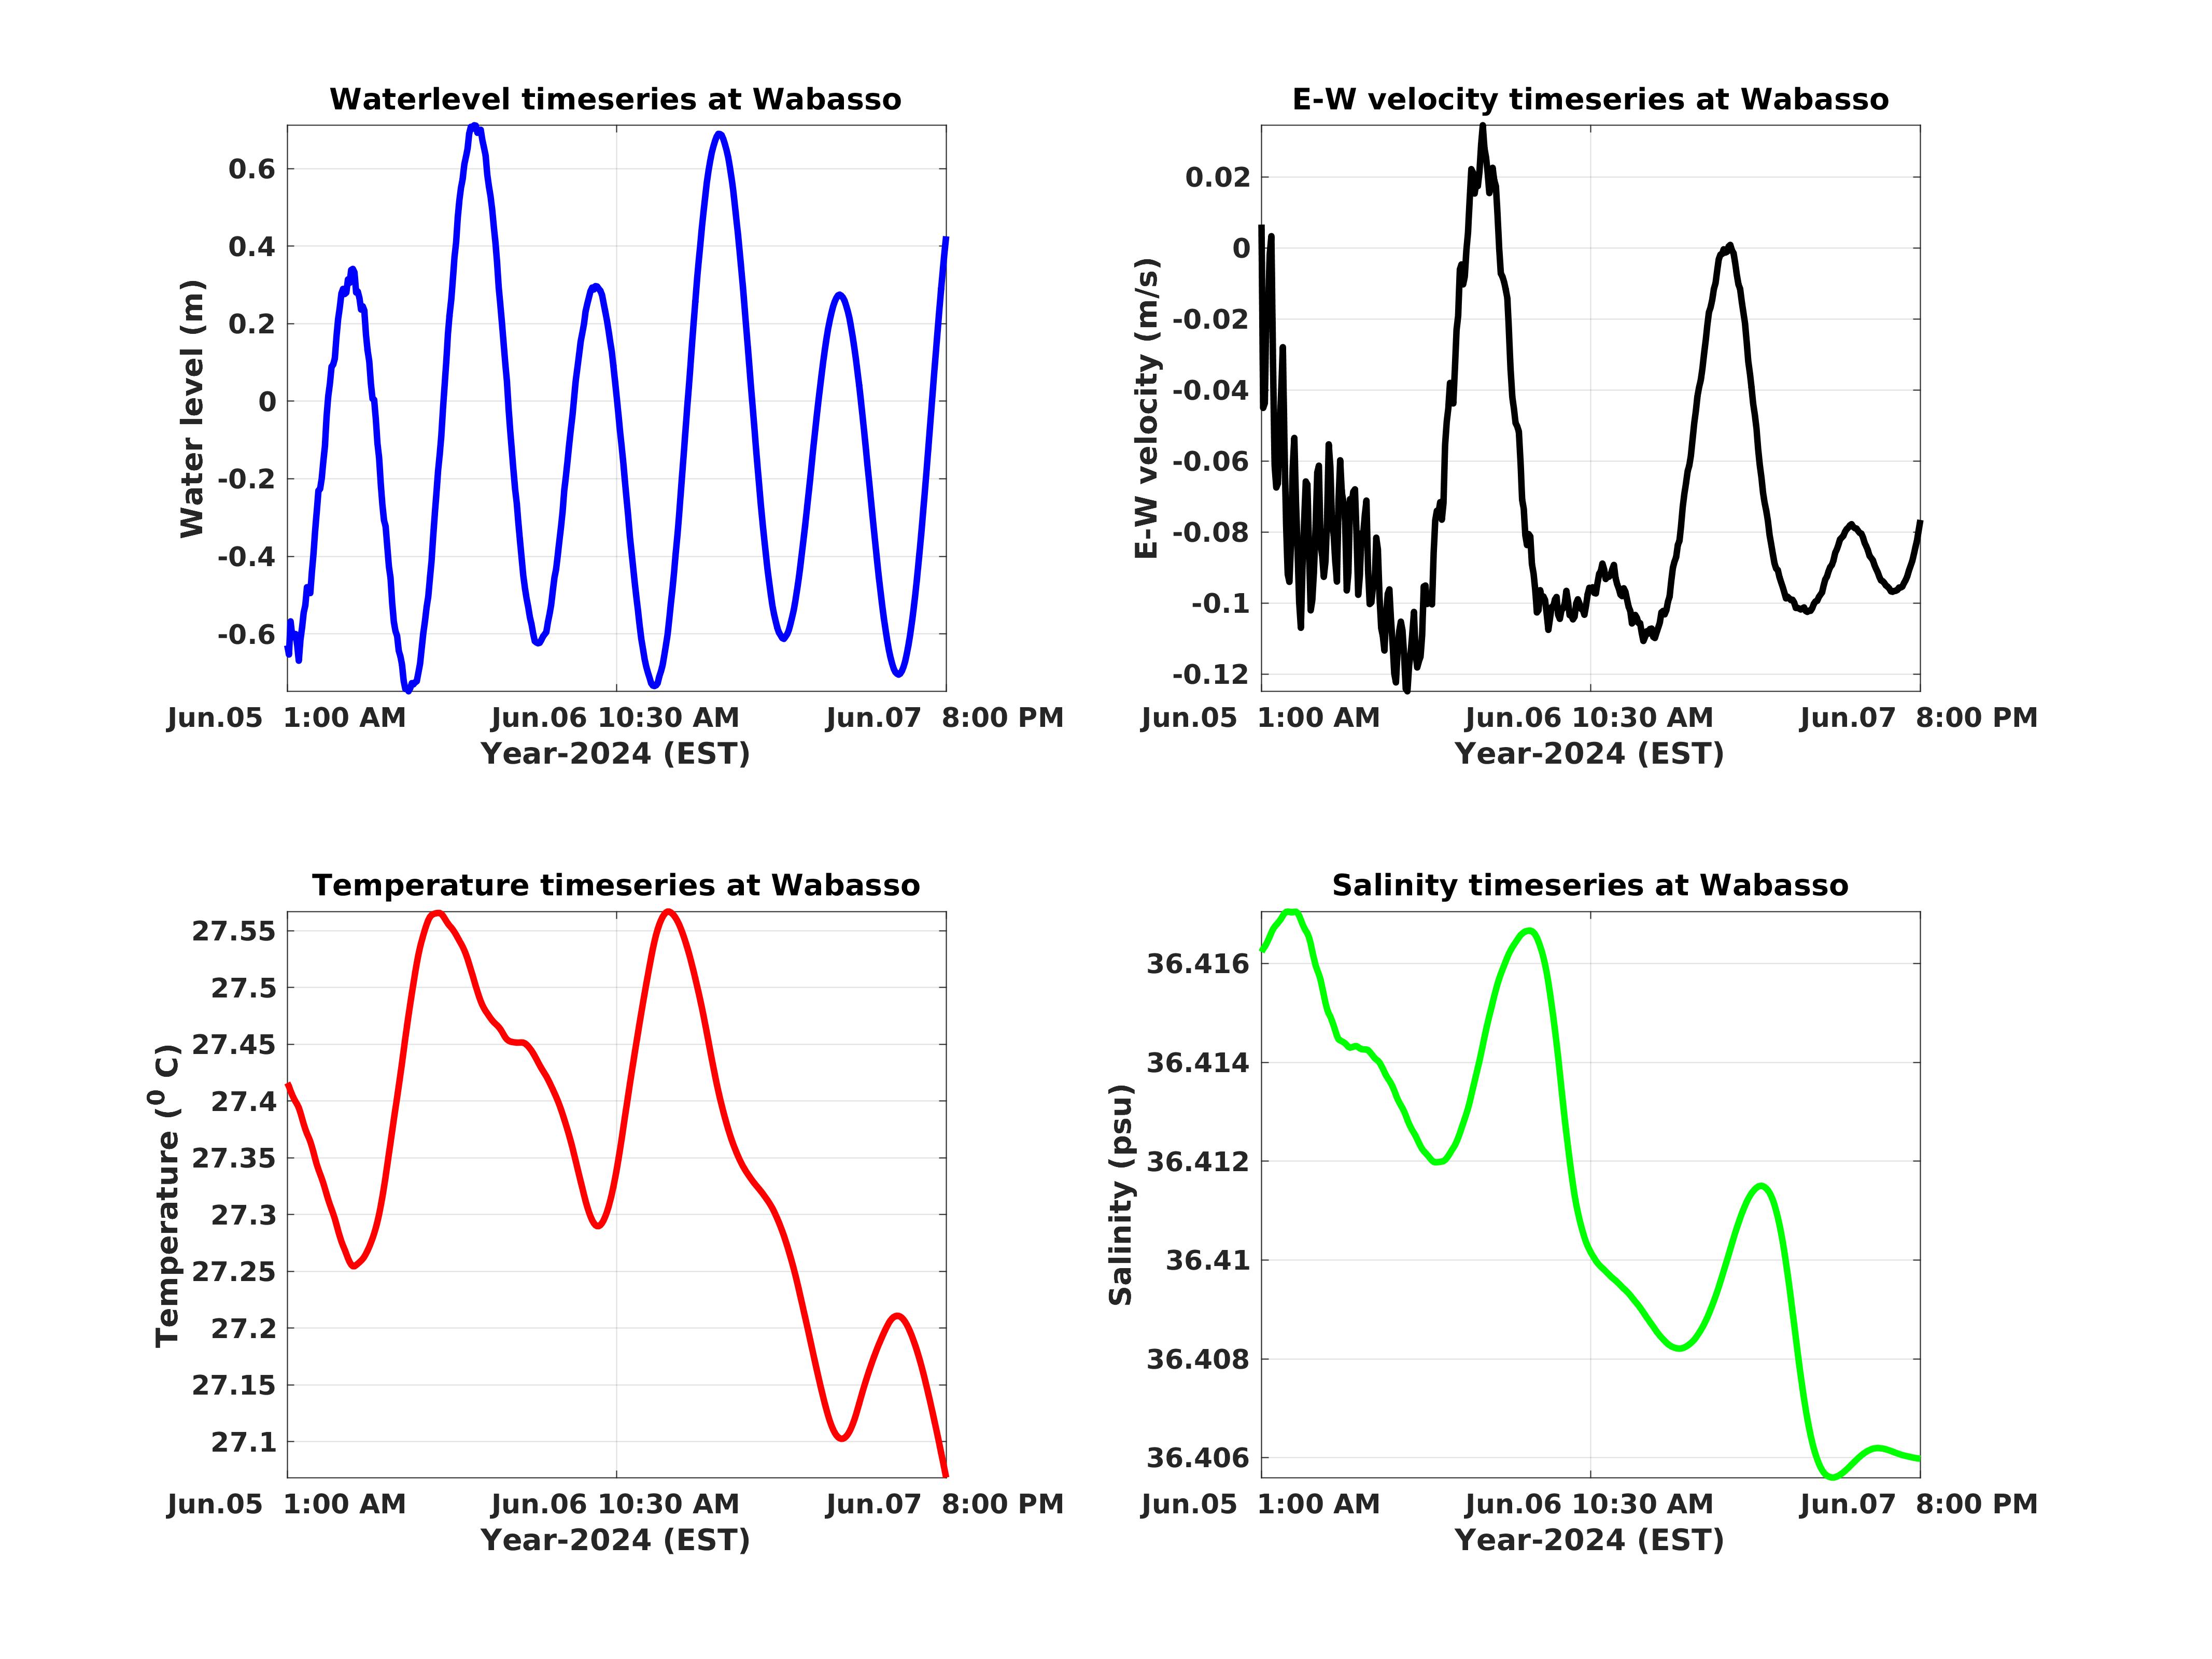 Waterlevel timeseries at Wabasso
0.6
0.4
0.2
0
-0.2
-0.4
-0.6
Water level (m)
Jun.05 1:00 AM Jun.06 10:30 AM Jun.07 8:00 PM
Year-2024 (EST)
E-W velocity timeseries at Wabasso
0.02
0
-0.02
-0.04
-0.06
-0.08
-0.1
-0.12
E-W velocity (m/s)
Jun.05 1:00 AM Jun.06 10:30 AM Jun.07 8:00 PM
Year-2024 (EST)
Temperature timeseries at Wabasso
27.55
27.5
27.45
27.4
27.35
27.3
27.25
27.2
27.15
27.1
Temperature (⁰ C)
Jun.05 1:00 AM Jun.06 10:30 AM Jun.07 8:00 PM
Year-2024 (EST)
Salinity timeseries at Wabasso
36.416
36.414
36.412
36.41
36.408
36.406
Salinity (psu)
Jun.05 1:00 AM Jun.06 10:30 AM Jun.07 8:00 PM
Year-2024 (EST)